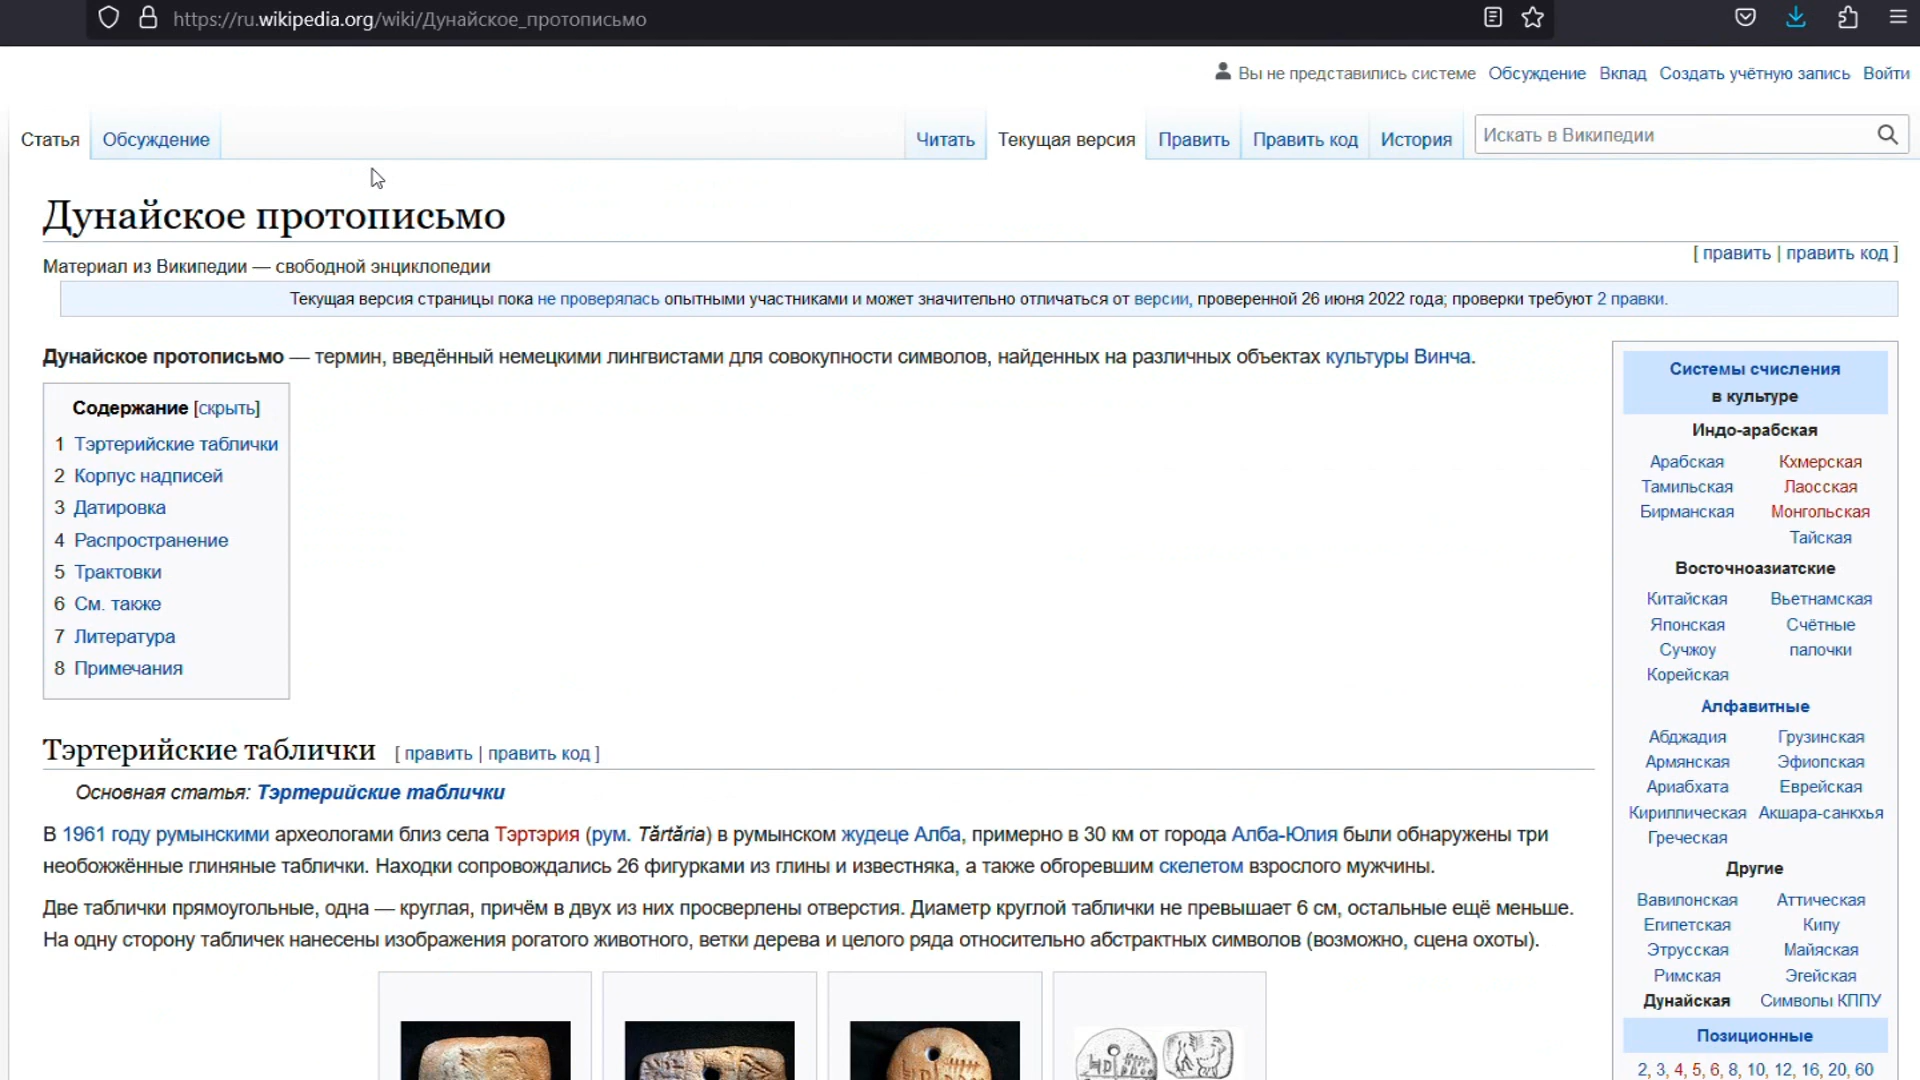 https://ru.wikipedia.org/wiki/Дунайское_протописьмо
Вы не представились системе Обсуждение Вклад Создать учётную запись Войти
Статья Обсуждение Читать Текущая версия Править Править код История Искать в Википедии
Дунайское протописьмо
[ править | править код ]
Материал из Википедии — свободной энциклопедии
Текущая версия страницы пока не проверялась опытными участниками и может значительно отличаться от версии, проверенной 26 июня 2022 года; проверки требуют 2 правки.
Дунайское протописьмо — термин, введённый немецкими лингвистами для совокупности символов, найденных на различных объектах культуры Винча.
Содержание [скрыть]
1 Тэртерийские таблички
2 Корпус надписей
3 Датировка
4 Распространение
5 Трактовки
6 См. также
7 Литература
8 Примечания
Тэртерийские таблички [ править | править код ]
Основная статья: Тэртерийские таблички
В 1961 году румынскими археологами близ села Тэртэрия (рум. Tărtăria) в румынском жудеце Алба, примерно в 30 км от города Алба-Юлия были обнаружены три
необожжённые глиняные таблички. Находки сопровождались 26 фигурками из глины и известняка, а также обгоревшим скелетом взрослого мужчины.
Две таблички прямоугольные, одна — круглая, причём в двух из них просверлены отверстия. Диаметр круглой таблички не превышает 6 см, остальные ещё меньше.
На одну сторону табличек нанесены изображения рогатого животного, ветки дерева и целого ряда относительно абстрактных символов (возможно, сцена охоты).
Системы счисления
в культуре
Индо-арабская
Арабская Кхмерская
Тамильская Лаосская
Бирманская Монгольская
Тайская
Восточноазиатские
Китайская Вьетнамская
Японская Счётные
Сучжоу палочки
Корейская
Алфавитные
Абджадия Грузинская
Армянская Эфиопская
Ариабхата Еврейская
Кириллическая Акшара-санкхья
Греческая
Другие
Вавилонская Аттическая
Египетская Кипу
Этрусская Майяская
Римская Эгейская
Дунайская Символы КППУ
Позиционные
2, 3, 4, 5, 6, 8, 10, 12, 16, 20, 60